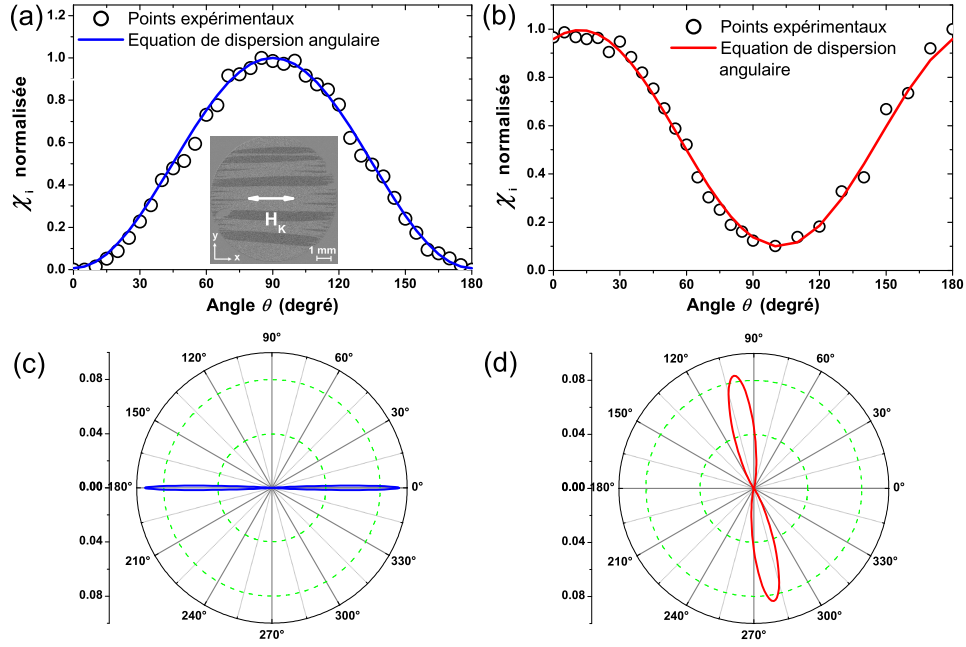 (a)
Points expérimentaux
Equation de dispersion angulaire
χi normalisée
1.2
1.0
0.8
0.6
0.4
0.2
0.0
HK
y
x
1 mm
0 30 60 90 120 150 180
Angle θ (degré)
(b)
Points expérimentaux
Equation de dispersion
angulaire
χi normalisée
1.0
0.8
0.6
0.4
0.2
0.0
0 30 60 90 120 150 180
Angle θ (degré)
(c)
0.08
0.04
0.00
0.04
0.08
90°
120° 60°
150° 30°
180° 0°
210° 330°
240° 300°
270°
(d)
0.08
0.04
0.00
0.04
0.08
90°
120° 60°
150° 30°
180° 0°
210° 330°
240° 300°
270°